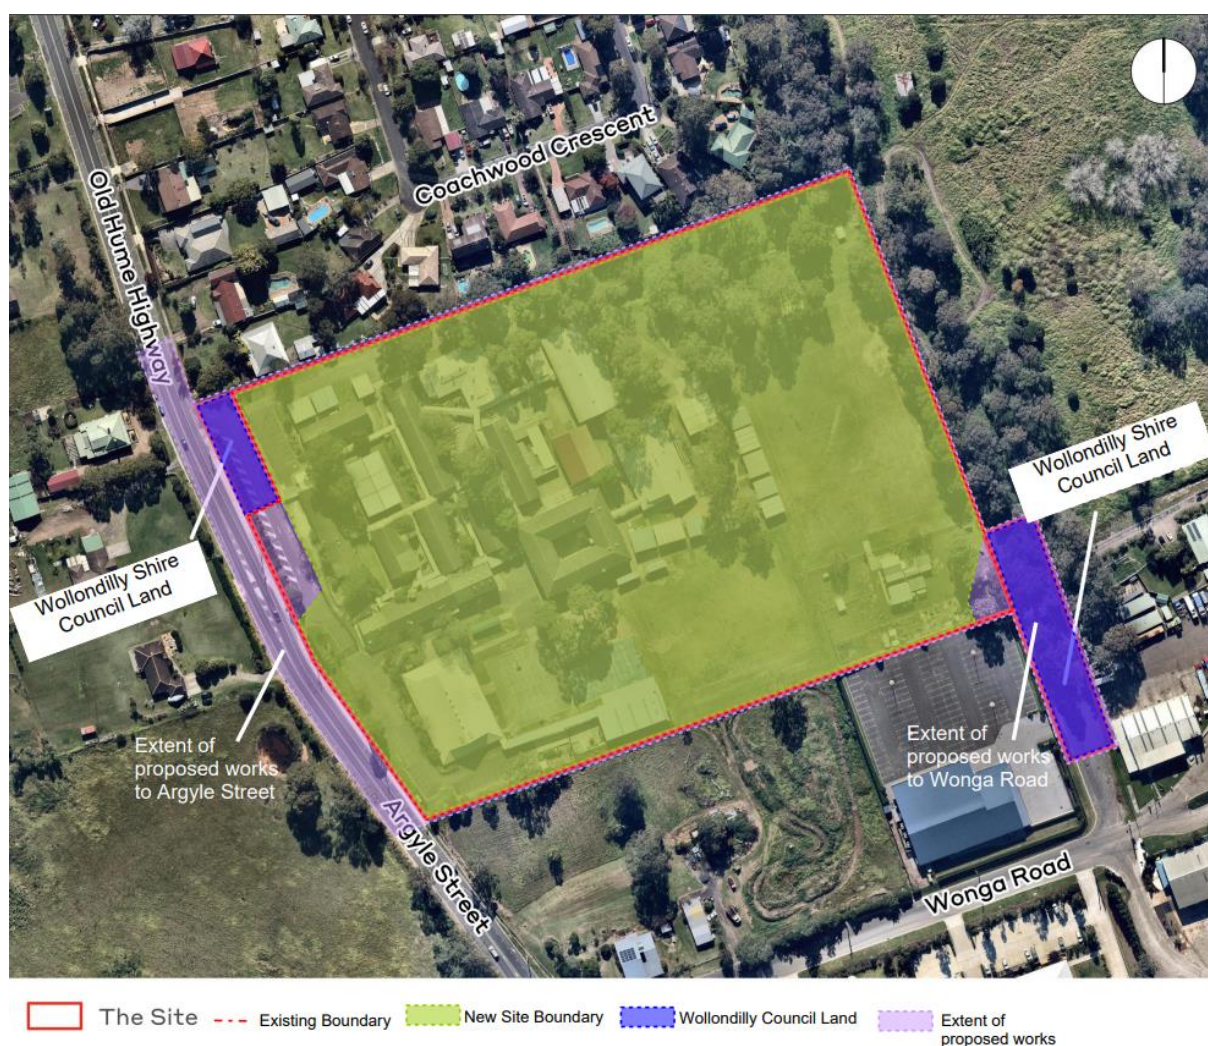 Coachwood Crescent
Old Hume Highway
Wollondilly Shire
Council Land
Wollondilly Shire
Council Land
Extent of
proposed works
to Argyle Street
Extent of
proposed works
to Wonga Road
Argyle Street
Wonga Road
The Site
Existing Boundary
New Site Boundary
Wollondilly Council Land
Extent of
proposed works